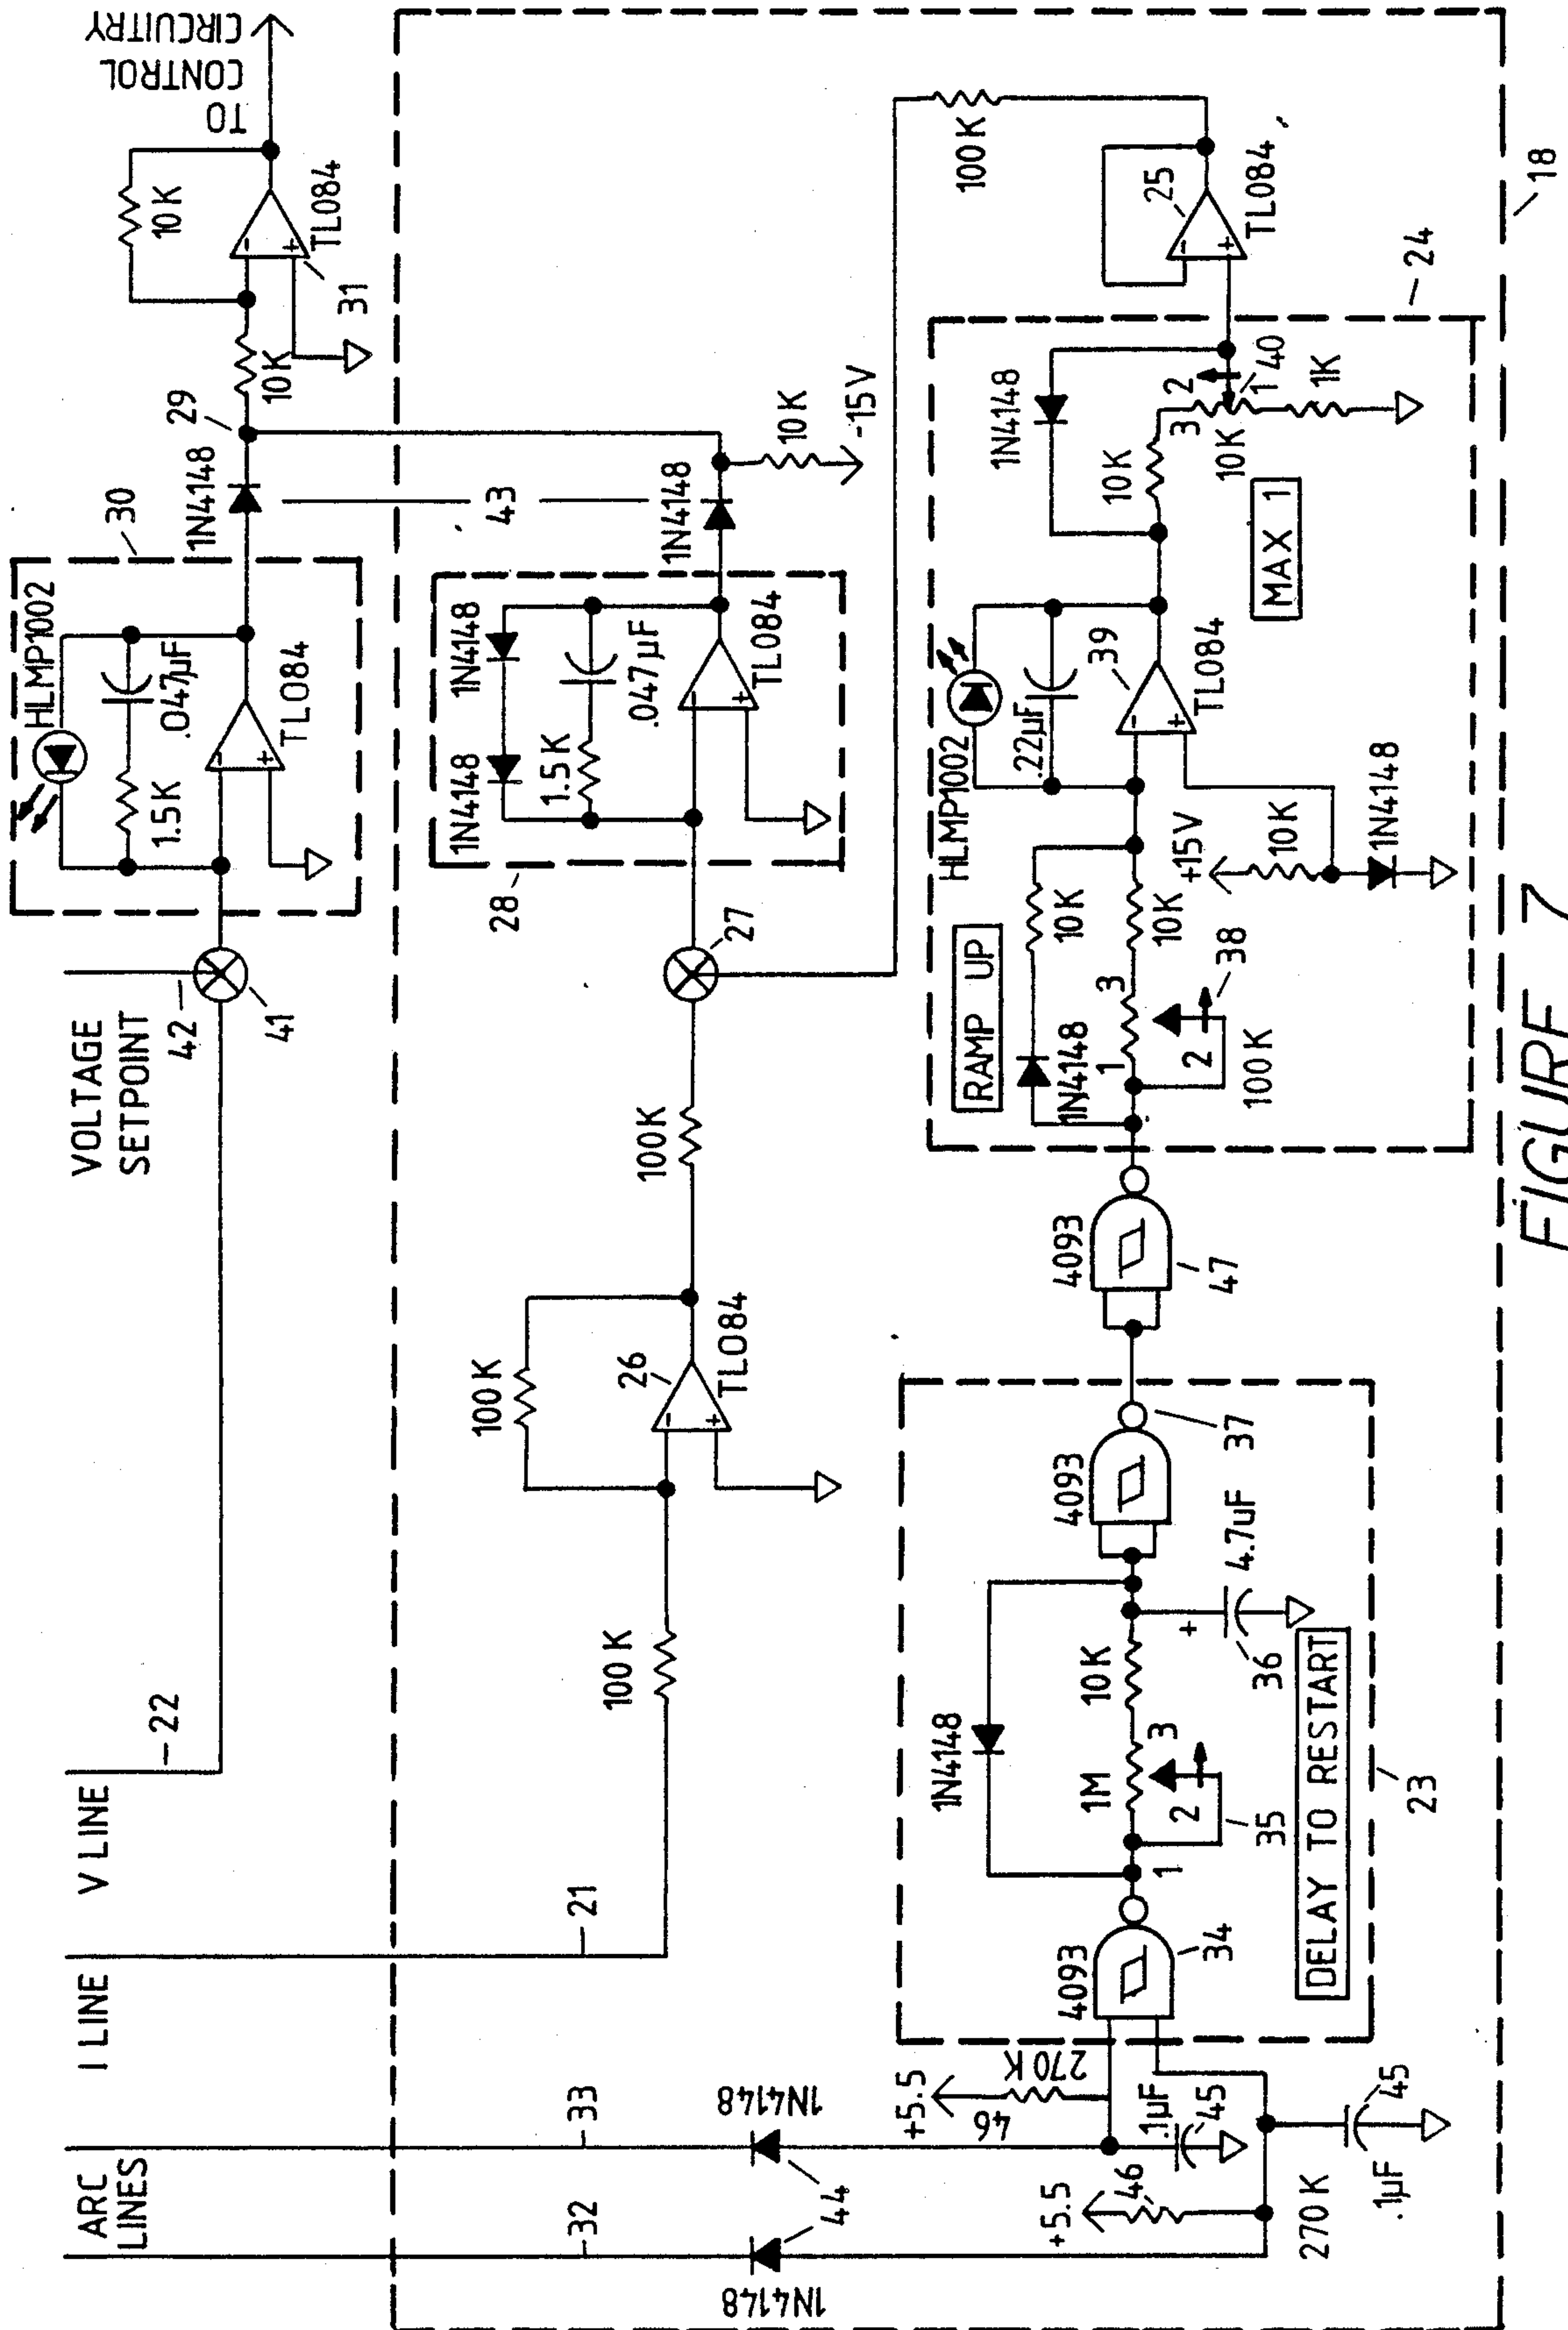 ARC
LINES
I LINE
V LINE
VOLTAGE
SETPOINT
TO
CONTROL
CIRCUITRY
22
42
41
30
HLMP1002
1.5K
.047µF
TL084
1N4148
29
10K
10K
TL084
31
32
33
21
1N4148
1N4148
44
100K
100K
26
TL084
100K
27
28
1N4148
1N4148
1.5K
.047µF
TL084
43
1N4148
10K
-15V
100K
+5.5
46
270K
.1µF
45
+5.5
46
270K
.1µF
45
4093
34
1N4148
1
1M
2
3
35
10K
36
+
4.7uF
4093
37
DELAY TO RESTART
23
4093
47
RAMP UP
1N4148
10K
1
2
3
100K
38
10K
HLMP1002
.22µF
39
TL084
+15V
10K
1N4148
1N4148
10K
3
2
1
10K
40
1K
MAX 1
24
25
TL084
18
FIGURE 7